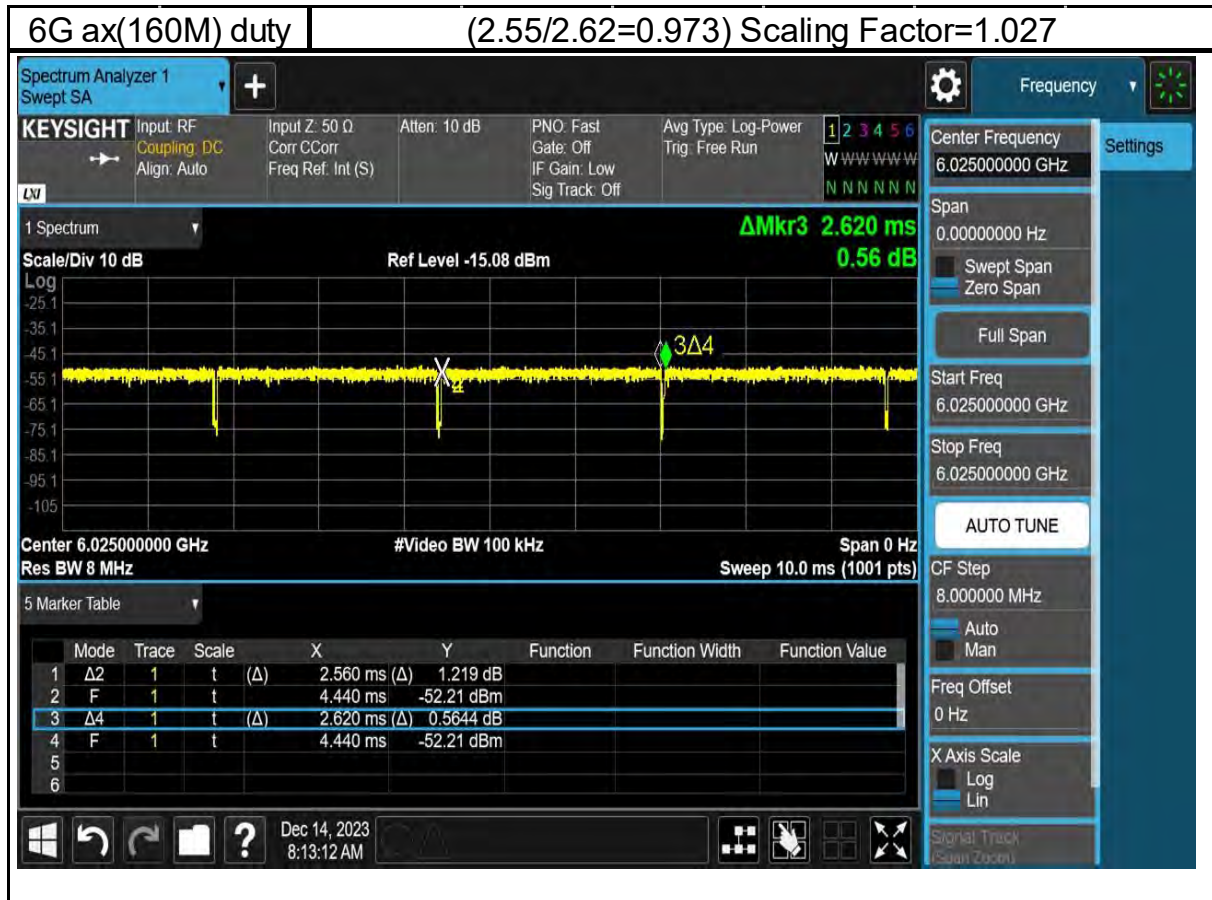 6G ax(160M) duty (2.55/2.62=0.973) Scaling Factor=1.027
Spectrum Analyzer 1
Swept SA
+
Frequency
KEYSIGHT
LXI
Input: RF
Coupling: DC
Align: Auto
Input Z: 50 Ω
Corr CCorr
Freq Ref: Int (S)
Atten: 10 dB
PNO: Fast
Gate: Off
IF Gain: Low
Sig Track: Off
Avg Type: Log-Power
Trig: Free Run
1 2 3 4 5 6
W W W W W W
N N N N N N
Center Frequency
6.025000000 GHz
Settings
Span
0.00000000 Hz
Swept Span
Zero Span
Full Span
Start Freq
6.025000000 GHz
Stop Freq
6.025000000 GHz
AUTO TUNE
CF Step
8.000000 MHz
Auto
Man
Freq Offset
0 Hz
X Axis Scale
Log
Lin
Signal Track
(Span Zoom)
1 Spectrum
ΔMkr3 2.620 ms
0.56 dB
Scale/Div 10 dB
Ref Level -15.08 dBm
Log
-25.1
-35.1
-45.1
-55.1
-65.1
-75.1
-85.1
-95.1
-105
3Δ4
Center 6.025000000 GHz #Video BW 100 kHz Span 0 Hz
Res BW 8 MHz Sweep 10.0 ms (1001 pts)
5 Marker Table
Mode Trace Scale X Y Function Function Width Function Value
1 Δ2 1 t (Δ) 2.560 ms (Δ) 1.219 dB
2 F 1 t 4.440 ms -52.21 dBm
3 Δ4 1 t (Δ) 2.620 ms (Δ) 0.5644 dB
4 F 1 t 4.440 ms -52.21 dBm
5
6
?
Dec 14, 2023
8:13:12 AM